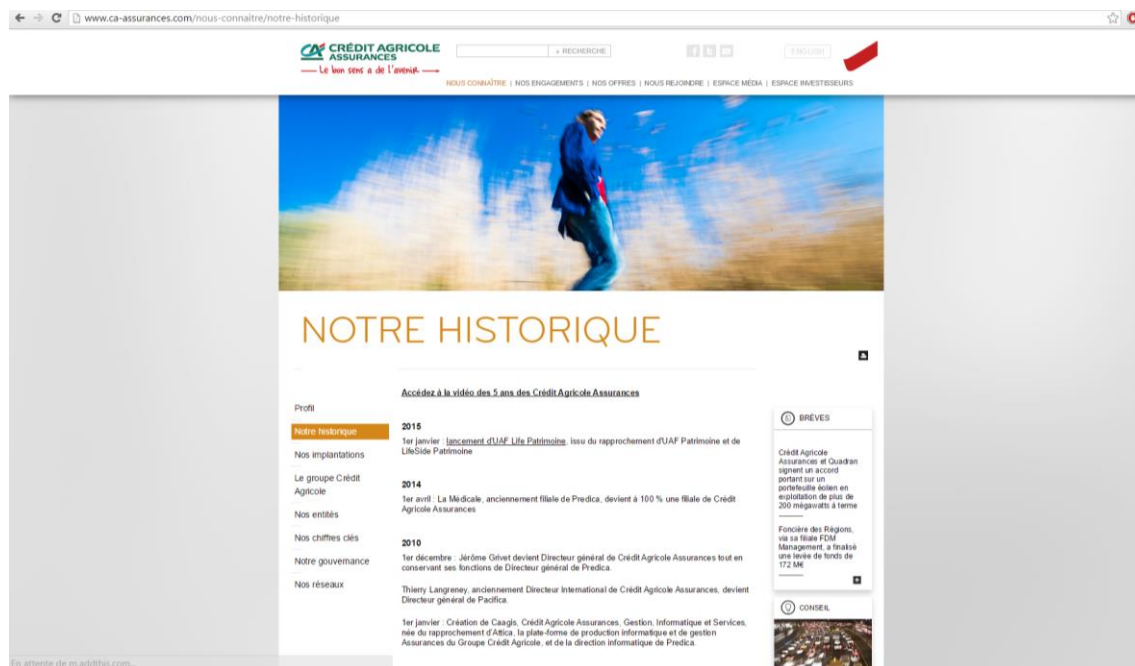 www.ca-assurances.com/nous-connaitre/notre-historique
CRÉDIT AGRICOLE
ASSURANCES
Le bon sens a de l'avenir
» RECHERCHE
ENGLISH
NOUS CONNAÎTRE | NOS ENGAGEMENTS | NOS OFFRES | NOUS REJOINDRE | ESPACE MÉDIA | ESPACE INVESTISSEURS
NOTRE HISTORIQUE
Profil
Notre historique
Nos implantations
Le groupe Crédit
Agricole
Nos entités
Nos chiffres clés
Notre gouvernance
Nos réseaux
Accédez à la vidéo des 5 ans des Crédit Agricole Assurances
2015
1er janvier : lancement d'UAF Life Patrimoine, issu du rapprochement d'UAF Patrimoine et de
LifeSide Patrimoine
2014
1er avril : La Médicale, anciennement filiale de Predica, devient à 100 % une filiale de Crédit
Agricole Assurances
2010
1er décembre : Jérôme Grivet devient Directeur général de Crédit Agricole Assurances tout en
conservant ses fonctions de Directeur général de Predica.
Thierry Langreney, anciennement Directeur International de Crédit Agricole Assurances, devient
Directeur général de Pacifica.
1er janvier : Création de Caagis, Crédit Agricole Assurances, Gestion, Informatique et Services,
née du rapprochement d'Attica, la plate-forme de production informatique et de gestion
Assurances du Groupe Crédit Agricole, et de la direction informatique de Predica.
BRÈVES
Crédit Agricole
Assurances et Quadran
signent un accord
portant sur un
portefeuille éolien en
exploitation de plus de
200 mégawatts à terme
Foncière des Régions,
via sa filiale FDM
Management, a finalisé
une levée de fonds de
172 M€
CONSEIL
En attente de m.addthis.com...